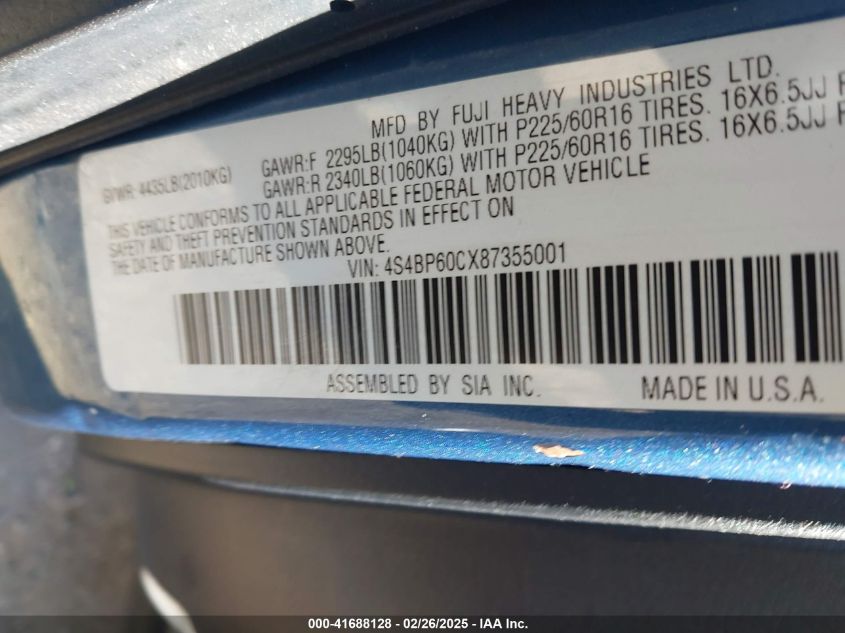 MFD BY FUJI HEAVY INDUSTRIES LTD.
GVWR: 4435LB(2010KG) GAWR:F 2295LB(1040KG) WITH P225/60R16 TIRES. 16X6.5JJ
GAWR:R 2340LB(1060KG) WITH P225/60R16 TIRES. 16X6.5JJ
THIS VEHICLE CONFORMS TO ALL APPLICABLE FEDERAL MOTOR VEHICLE
SAFETY AND THEFT PREVENTION STANDARDS IN EFFECT ON
DATE OF MANUFACTURE SHOWN ABOVE.
VIN: 4S4BP60CX87355001
ASSEMBLED BY SIA INC. MADE IN U.S.A.
000-41688128 - 02/26/2025 - IAA Inc.